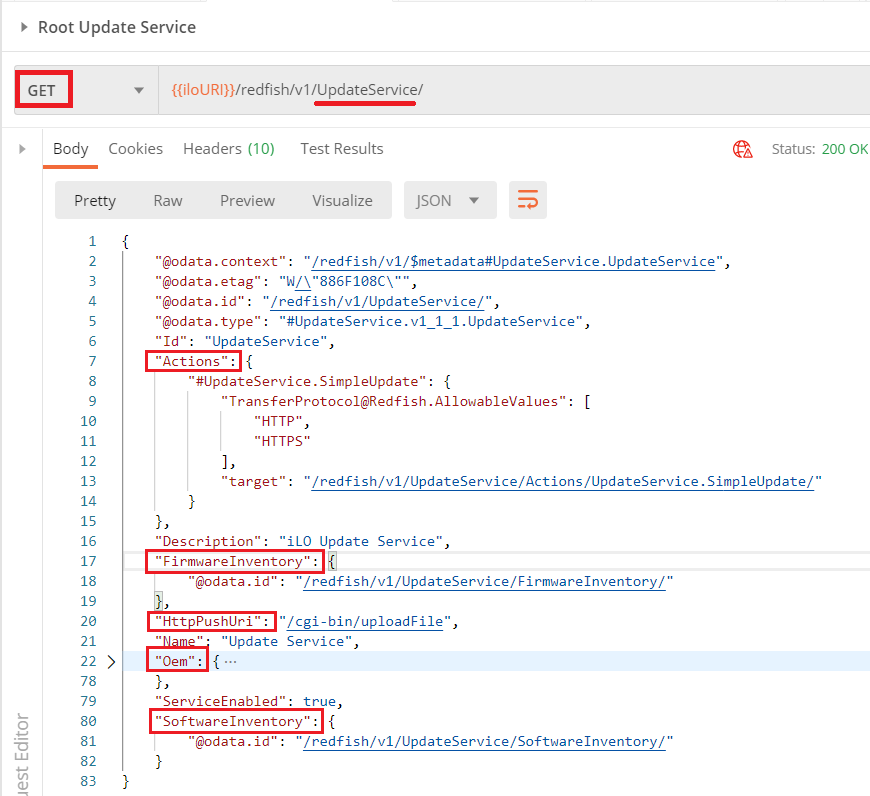 Root Update Service
GET {{iloURI}}/redfish/v1/UpdateService/
Body Cookies Headers (10) Test Results Status: 200 OK
Pretty Raw Preview Visualize JSON
1 {
2 "@odata.context": "/redfish/v1/$metadata#UpdateService.UpdateService",
3 "@odata.etag": "W/\"886F108C\"",
4 "@odata.id": "/redfish/v1/UpdateService/",
5 "@odata.type": "#UpdateService.v1_1_1.UpdateService",
6 "Id": "UpdateService",
7 "Actions": {
8 "#UpdateService.SimpleUpdate": {
9 "TransferProtocol@Redfish.AllowableValues": [
10 "HTTP",
11 "HTTPS"
12 ],
13 "target": "/redfish/v1/UpdateService/Actions/UpdateService.SimpleUpdate/"
14 }
15 },
16 "Description": "iLO Update Service",
17 "FirmwareInventory": {
18 "@odata.id": "/redfish/v1/UpdateService/FirmwareInventory/"
19 },
20 "HttpPushUri": "/cgi-bin/uploadFile",
21 "Name": "Update Service",
22 "Oem": { ···
78 },
79 "ServiceEnabled": true,
80 "SoftwareInventory": {
81 "@odata.id": "/redfish/v1/UpdateService/SoftwareInventory/"
82 }
83 }
uest Editor